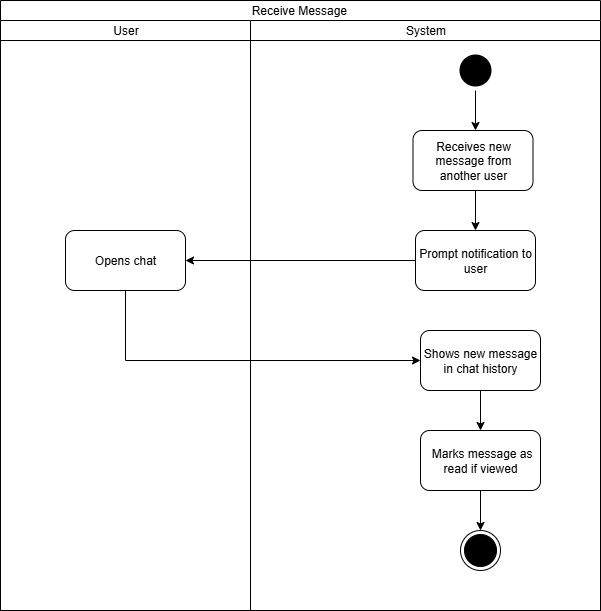 Receive Message
User
System
Receives new
message from
another user
Prompt notification to
user
Opens chat
Shows new message
in chat history
Marks message as
read if viewed